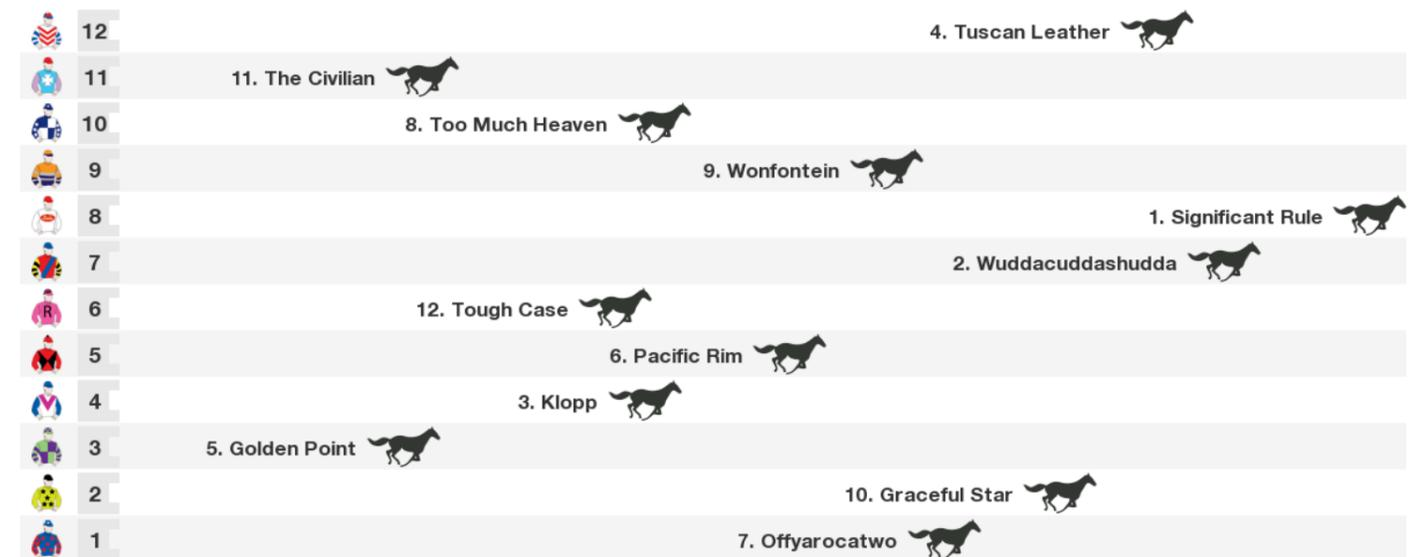 12 4. Tuscan Leather
11 11. The Civilian
10 8. Too Much Heaven
9 9. Wonfontein
8 1. Significant Rule
7 2. Wuddacuddashudda
R 6 12. Tough Case
5 6. Pacific Rim
4 3. Klopp
3 5. Golden Point
2 10. Graceful Star
1 7. Offyarocatwo